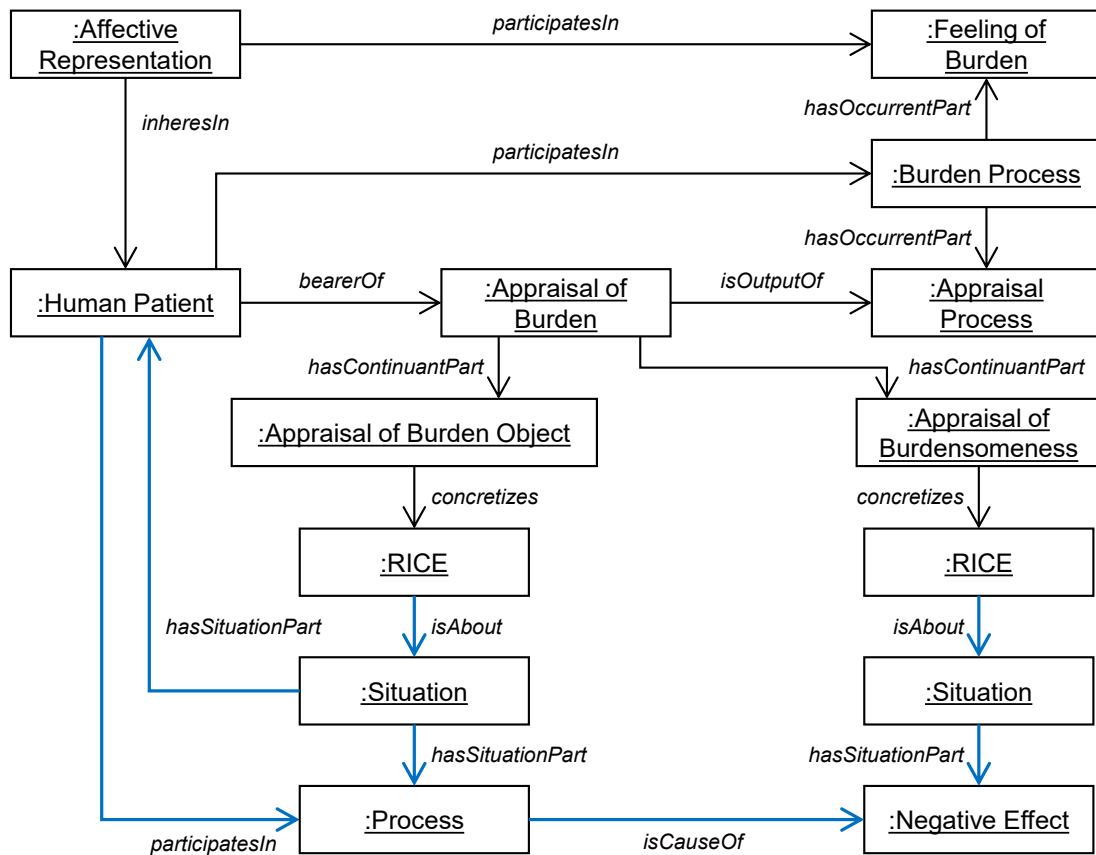 :Affective
Representation
participatesIn
:Feeling of
Burden
inheresIn
hasOccurrentPart
participatesIn
:Burden Process
hasOccurrentPart
:Human Patient
bearerOf
:Appraisal of
Burden
isOutputOf
:Appraisal
Process
hasContinuantPart
hasContinuantPart
:Appraisal of Burden Object
:Appraisal of
Burdensomeness
concretizes
concretizes
:RICE
:RICE
hasSituationPart
isAbout
isAbout
:Situation
:Situation
hasSituationPart
hasSituationPart
:Process
:Negative Effect
participatesIn
isCauseOf